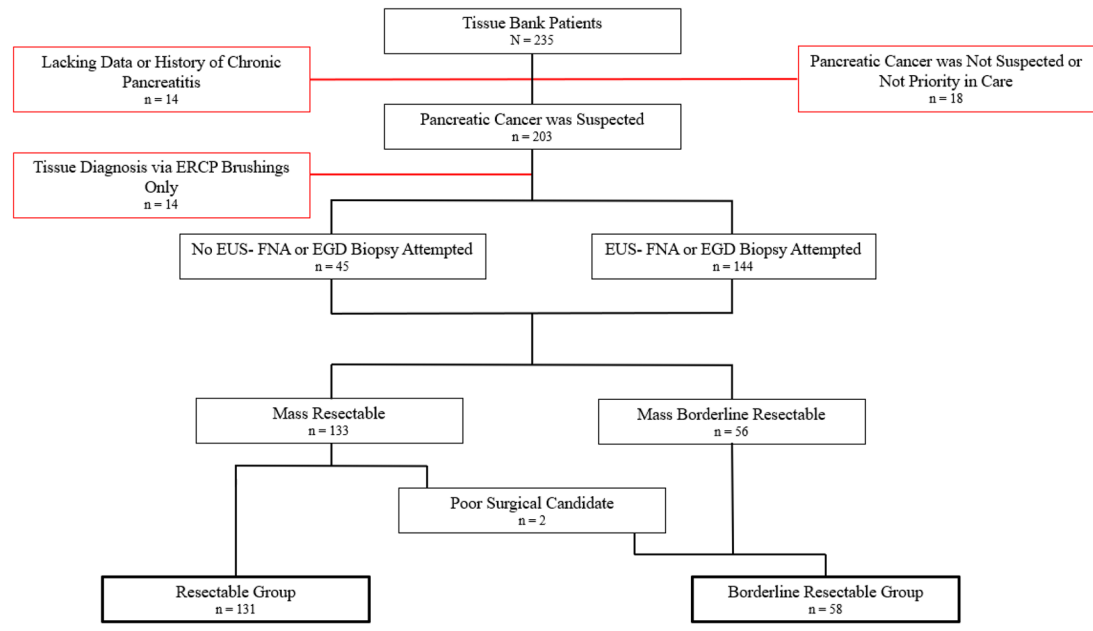 Tissue Bank Patients
N = 235
Lacking Data or History of Chronic
Pancreatitis
n = 14
Pancreatic Cancer was Not Suspected or
Not Priority in Care
n = 18
Pancreatic Cancer was Suspected
n = 203
Tissue Diagnosis via ERCP Brushings
Only
n = 14
No EUS- FNA or EGD Biopsy Attempted
n = 45
EUS- FNA or EGD Biopsy Attempted
n = 144
Mass Resectable
n = 133
Mass Borderline Resectable
n = 56
Poor Surgical Candidate
n = 2
Resectable Group
n = 131
Borderline Resectable Group
n = 58